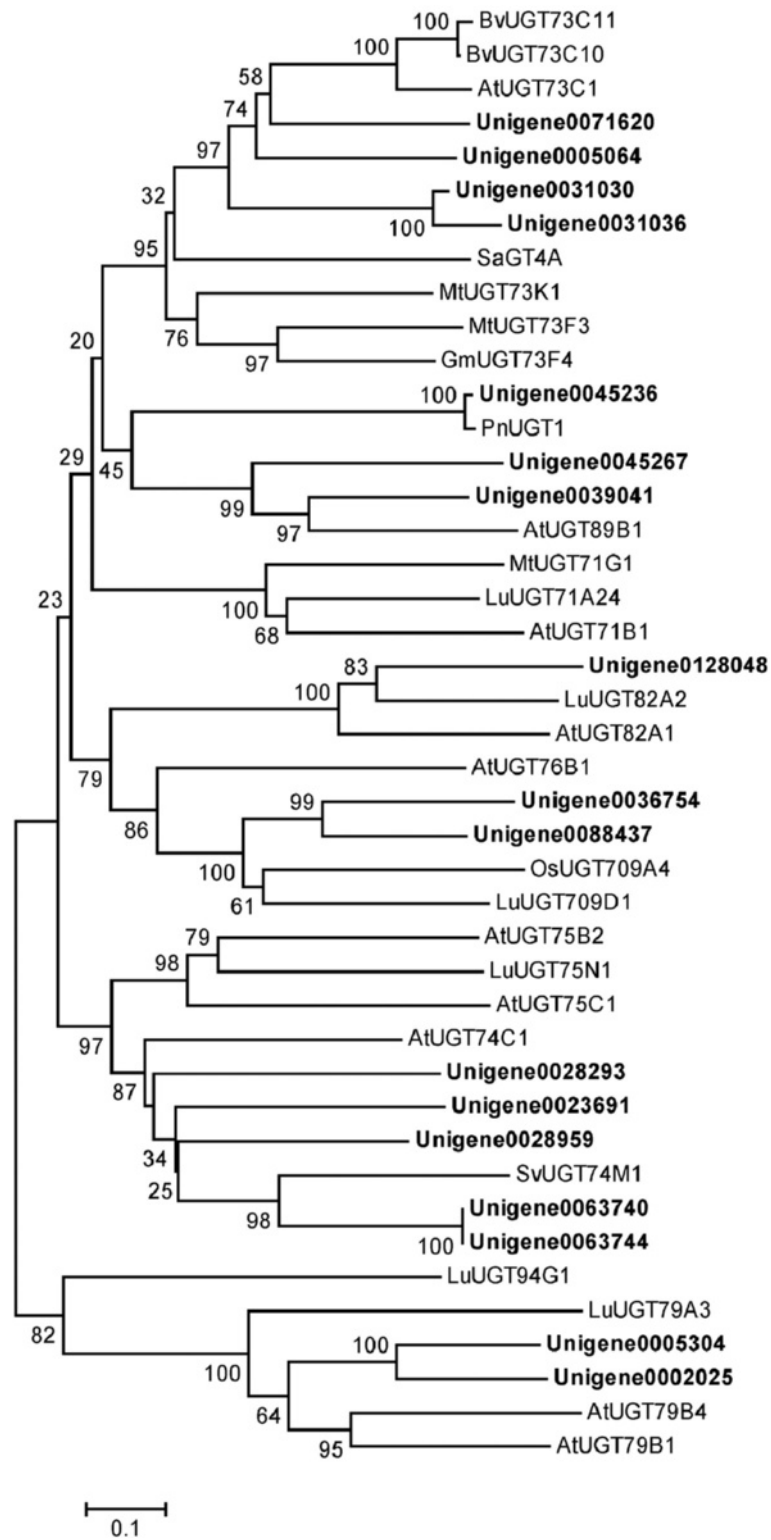 100 BvUGT73C11
100 BvUGT73C10
58 AtUGT73C1
74 Unigene0071620
97 Unigene0005064
32 Unigene0031030
100 Unigene0031036
95 SaGT4A
MtUGT73K1
76 MtUGT73F3
20 97 GmUGT73F4
100 Unigene0045236
PnUGT1
29 45 Unigene0045267
99 Unigene0039041
97 AtUGT89B1
MtUGT71G1
23 100 LuUGT71A24
68 AtUGT71B1
83 Unigene0128048
100 LuUGT82A2
AtUGT82A1
79 AtUGT76B1
99 Unigene0036754
86 Unigene0088437
100 OsUGT709A4
61 LuUGT709D1
79 AtUGT75B2
98 LuUGT75N1
AtUGT75C1
97 AtUGT74C1
87 Unigene0028293
Unigene0023691
34 Unigene0028959
25 SvUGT74M1
98 Unigene0063740
100 Unigene0063744
LuUGT94G1
82 LuUGT79A3
100 Unigene0005304
100 Unigene0002025
64 AtUGT79B4
95 AtUGT79B1
0.1